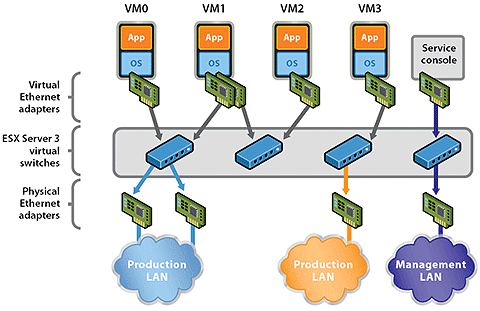 VM0 VM1 VM2 VM3
App App App App
OS OS OS OS
Service
console
Virtual
Ethernet
adapters
ESX Server 3
virtual
switches
Physical
Ethernet
adapters
Production
LAN
Production
LAN
Management
LAN